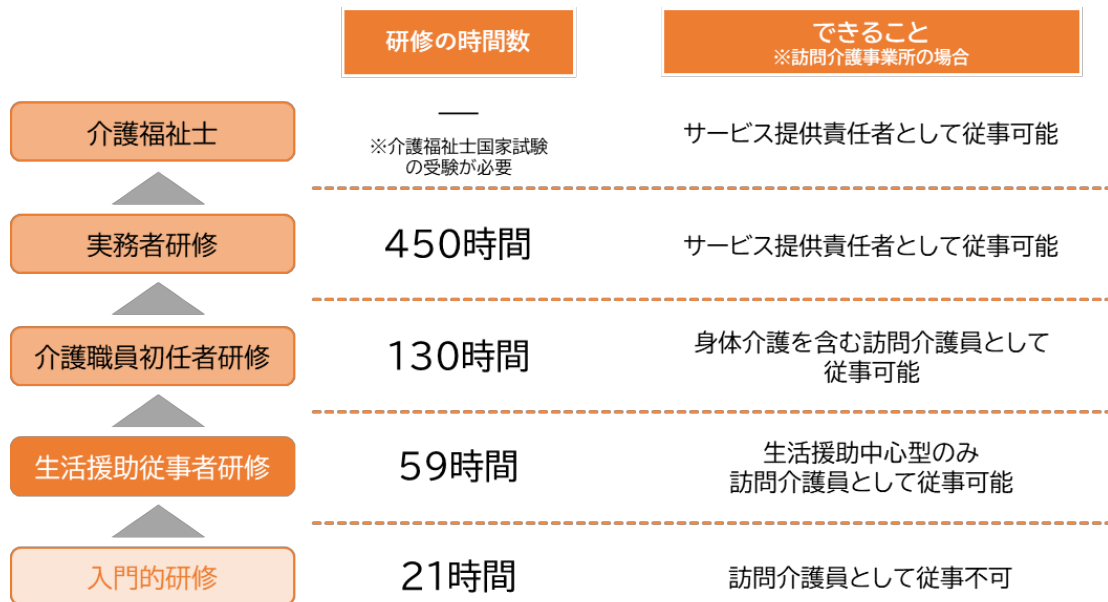 研修の時間数
できること
※訪問介護事業所の場合
介護福祉士
―
※介護福祉士国家試験
の受験が必要
サービス提供責任者として従事可能
実務者研修
450時間
サービス提供責任者として従事可能
介護職員初任者研修
130時間
身体介護を含む訪問介護員として
従事可能
生活援助従事者研修
59時間
生活援助中心型のみ
訪問介護員として従事可能
入門的研修
21時間
訪問介護員として従事不可